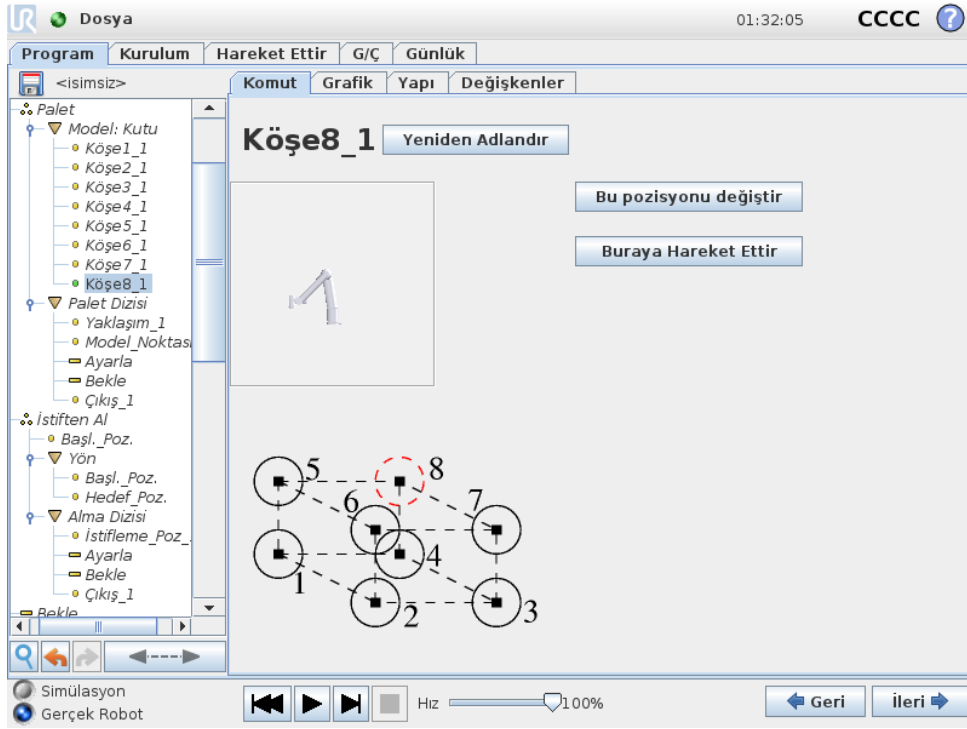 UR Dosya 01:32:05 CCCC ?
Program Kurulum Hareket Ettir G/Ç Günlük
<isimsiz>
Komut Grafik Yapı Değişkenler
Palet
Model: Kutu
Köşe1_1
Köşe2_1
Köşe3_1
Köşe4_1
Köşe5_1
Köşe6_1
Köşe7_1
Köşe8_1
Palet Dizisi
Yaklaşım_1
Model_Noktas
Ayarla
Bekle
Çıkış_1
İstiften Al
Başl._Poz.
Yön
Başl._Poz.
Hedef_Poz.
Alma Dizisi
İstifleme_Poz_
Ayarla
Bekle
Çıkış_1
Bekle
Köşe8_1 Yeniden Adlandır
Bu pozisyonu değiştir
Buraya Hareket Ettir
5 8
6 7
1 4
2 3
Simülasyon
Gerçek Robot
Hız 100%
Geri İleri